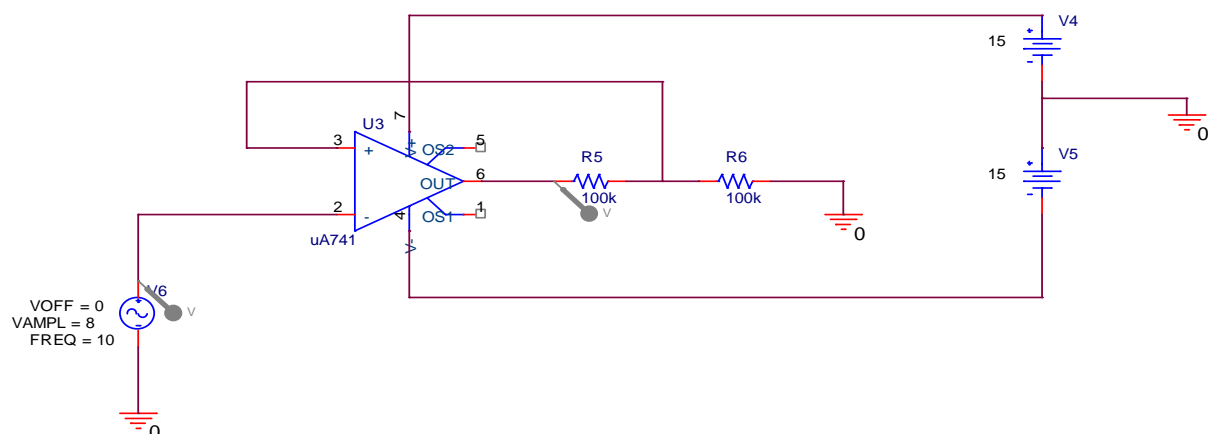 V4
15
0
U3
7
V+
5
OS2
3
+
R5
R6
6
OUT
100k
100k
V5
15
2
-
4
OS1
1
V
uA741
V-
0
V6
V
VOFF = 0
VAMPL = 8
FREQ = 10
0